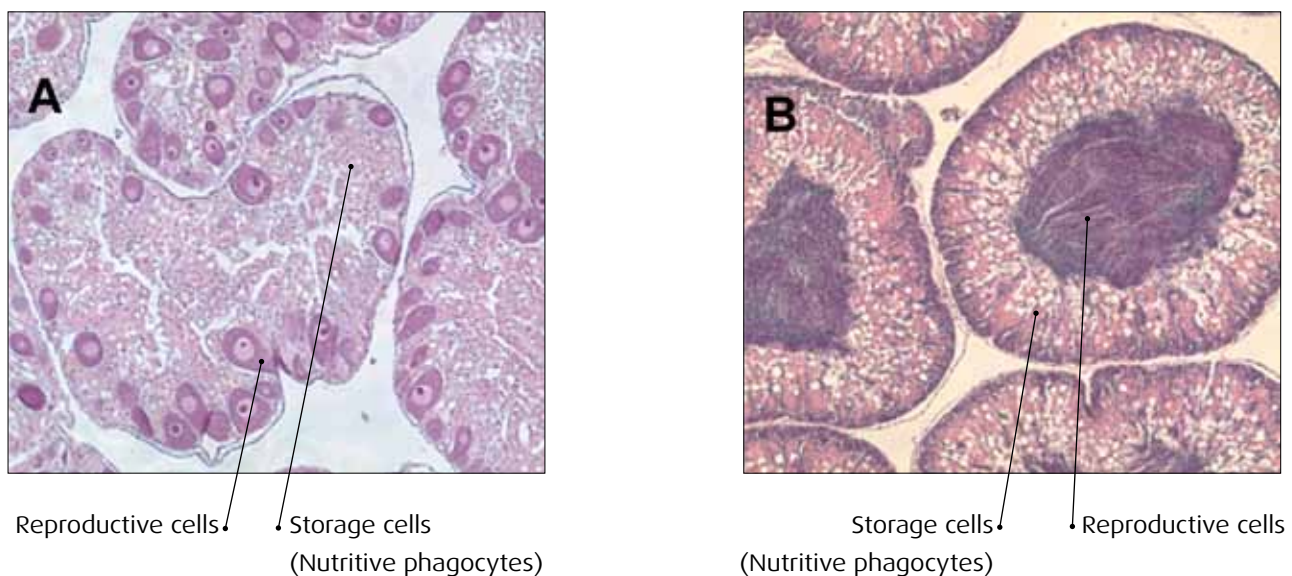 A
B
Reproductive cells
Storage cells
(Nutritive phagocytes)
Storage cells
(Nutritive phagocytes)
Reproductive cells